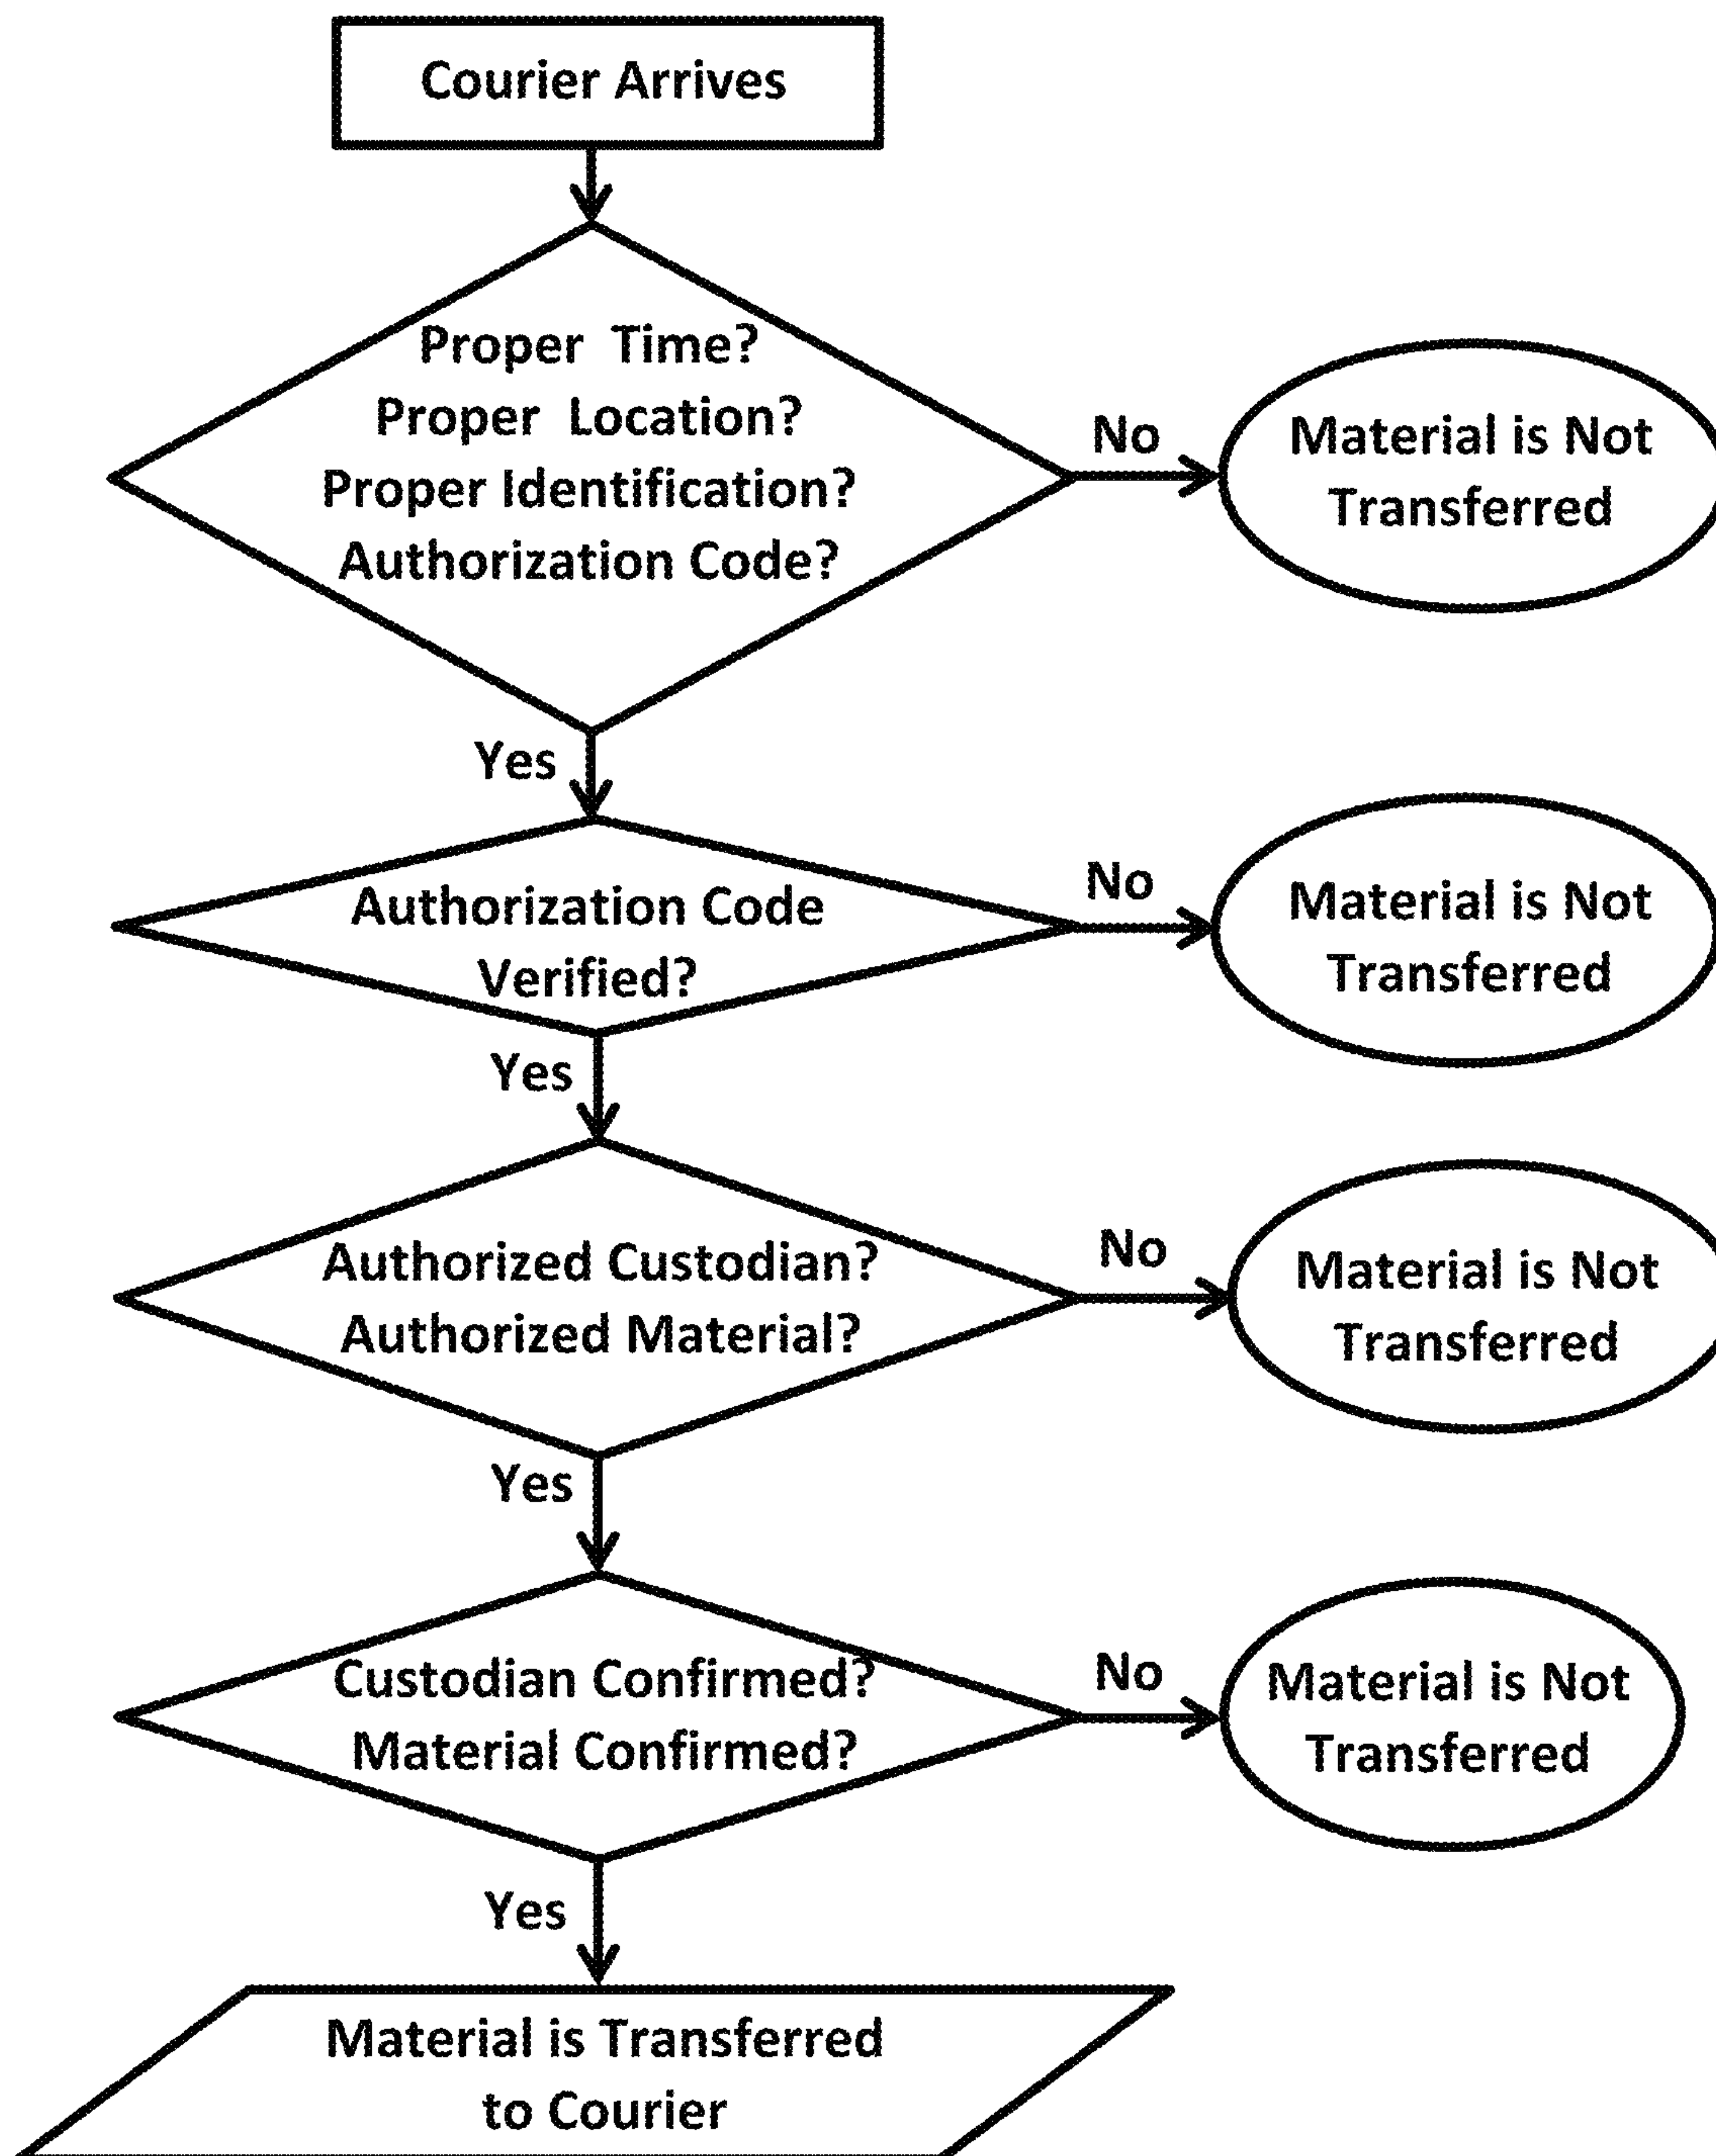 Courier Arrives
Proper Time?
Proper Location?
Proper Identification?
Authorization Code?
No
Material is Not
Transferred
Yes
Authorization Code
Verified?
No
Material is Not
Transferred
Yes
Authorized Custodian?
Authorized Material?
No
Material is Not
Transferred
Yes
Custodian Confirmed?
Material Confirmed?
No
Material is Not
Transferred
Yes
Material is Transferred
to Courier